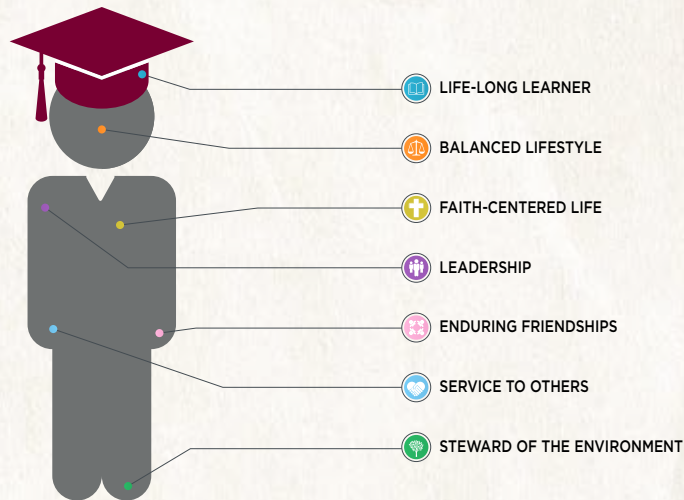 LIFE-LONG LEARNER
BALANCED LIFESTYLE
FAITH-CENTERED LIFE
LEADERSHIP
ENDURING FRIENDSHIPS
SERVICE TO OTHERS
STEWARD OF THE ENVIRONMENT